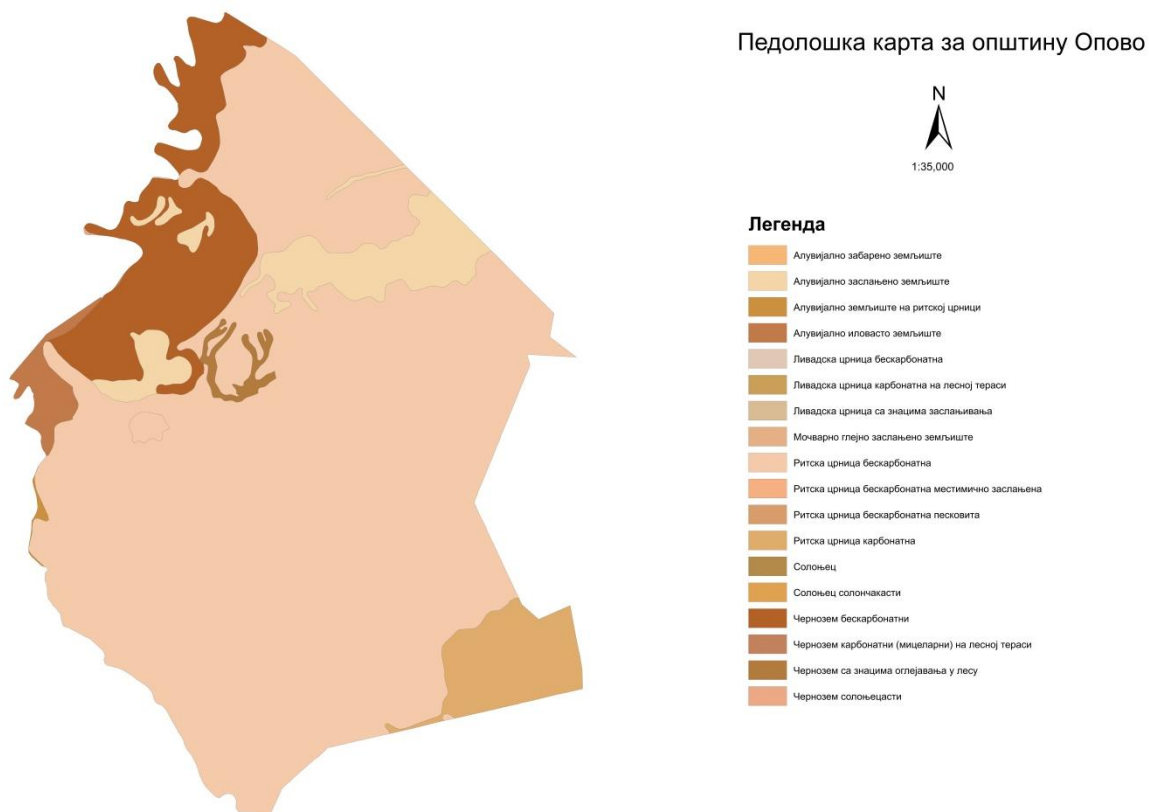 Педолошка карта за општину Опово
N
1:35,000
Легенда
Алувијално забарено земљиште
Алувијално заслањено земљиште
Алувијално земљиште на ритској црници
Алувијално иловасто земљиште
Ливадска црница бескарбонатна
Ливадска црница карбонатна на лесној тераси
Ливадска црница са знацима заслањивања
Мочварно глејно заслањено земљиште
Ритска црница бескарбонатна
Ритска црница бескарбонатна местимично заслањена
Ритска црница бескарбонатна песковита
Ритска црница карбонатна
Солоњец
Солоњец солончакасти
Чернозем бескарбонатни
Чернозем карбонатни (мицеларни) на лесној тераси
Чернозем са знацима оглејавања у лесу
Чернозем солоњецасти